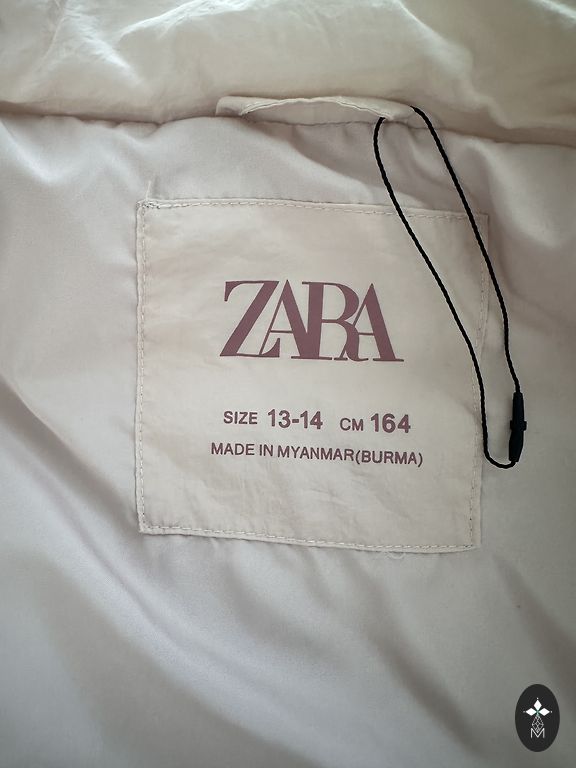 ZARA
SIZE 13-14 CM 164
MADE IN MYANMAR(BURMA)
M